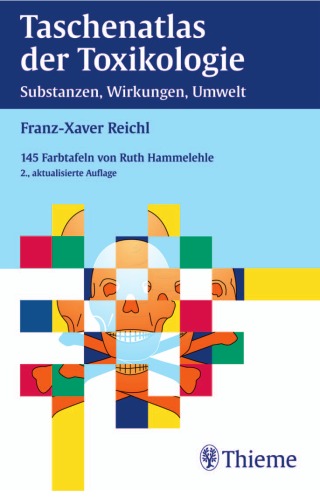 Taschenatlas
der Toxikologie
Substanzen, Wirkungen, Umwelt
Franz-Xaver Reichl
145 Farbtafeln von Ruth Hammelehle
2., aktualisierte Auflage
Thieme